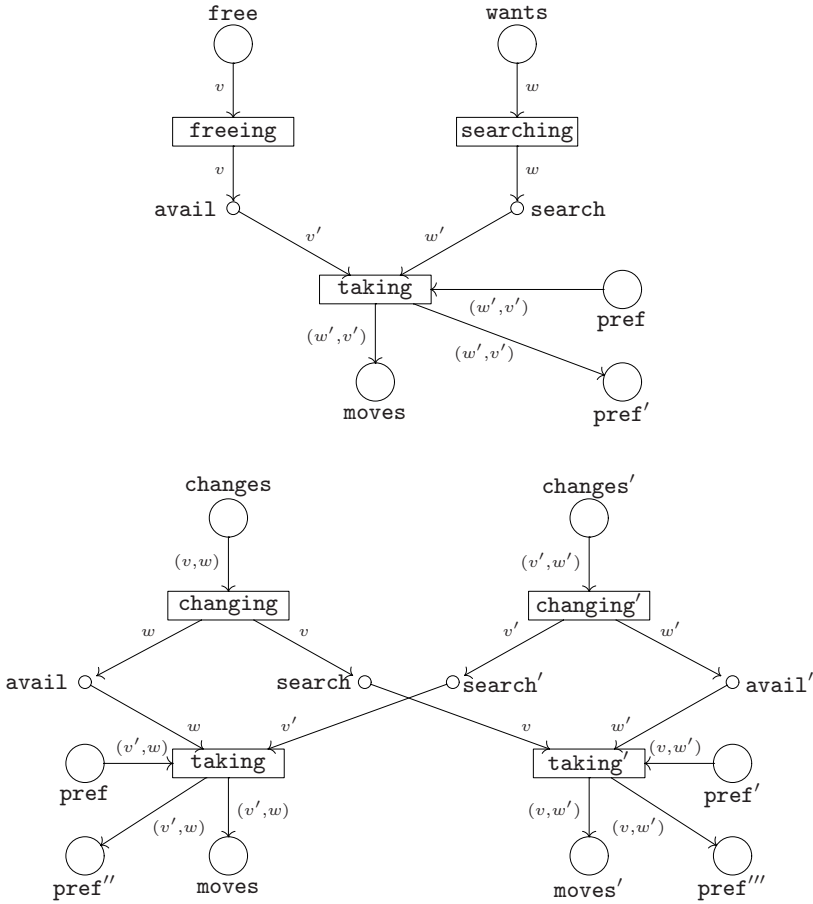 free wants
v w
freeing searching
v w
avail search
v′ w′
taking
(w′,v′)
pref
(w′,v′)
(w′,v′)
moves
pref′
changes changes′
(v,w) (v′,w′)
changing changing′
w v v′ w′
avail search search′ avail′
w v′ v w′
(v′,w) taking taking′ (v,w′)
pref pref′
(v′,w) (v′,w) (v,w′) (v,w′)
pref″ moves moves′ pref‴